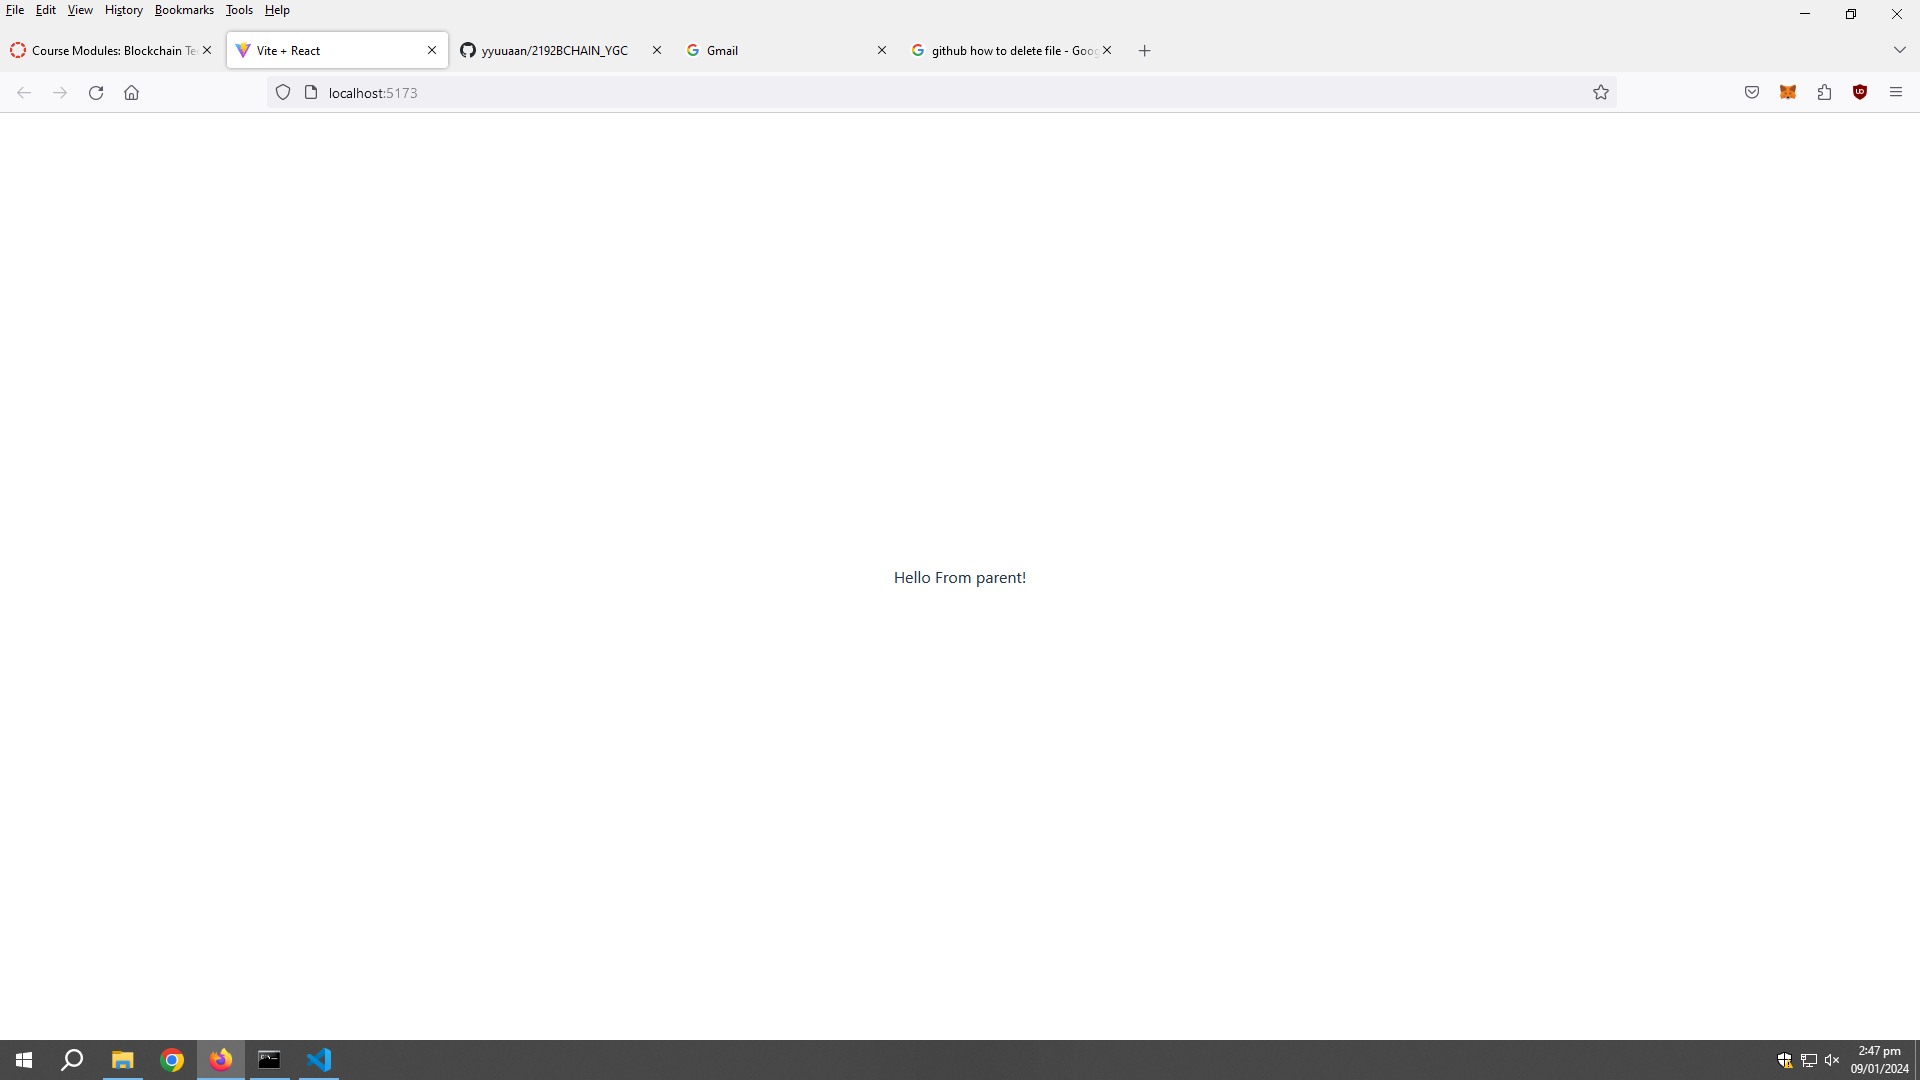 File Edit View History Bookmarks Tools Help
Course Modules: Blockchain Te
Vite + React
yyuuaan/2192BCHAIN_YGC
Gmail
github how to delete file - Goog
localhost:5173
Hello From parent!
2:47 pm
09/01/2024